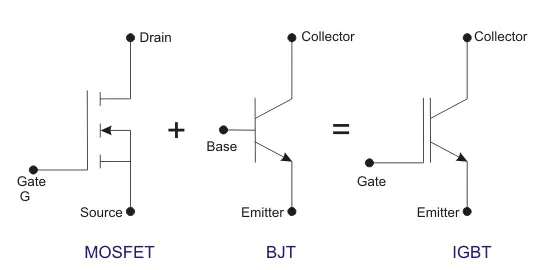 Drain
Collector
Collector
+
=
Base
Gate
G
Gate
Source
Emitter
Emitter
MOSFET
BJT
IGBT